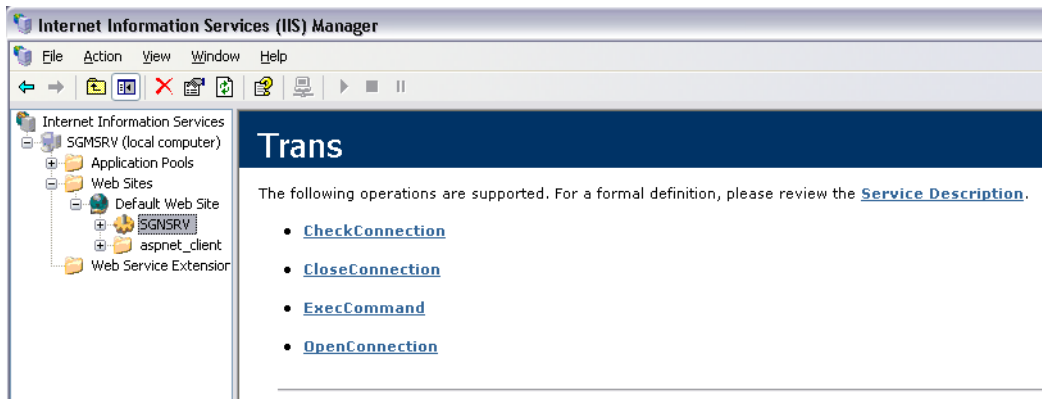 Internet Information Services (IIS) Manager
File Action View Window Help
Internet Information Services
SGMSRV (local computer)
Application Pools
Web Sites
Default Web Site
SGNSRV
aspnet_client
Web Service Extension
Trans
The following operations are supported. For a formal definition, please review the Service Description.
• CheckConnection
• CloseConnection
• ExecCommand
• OpenConnection